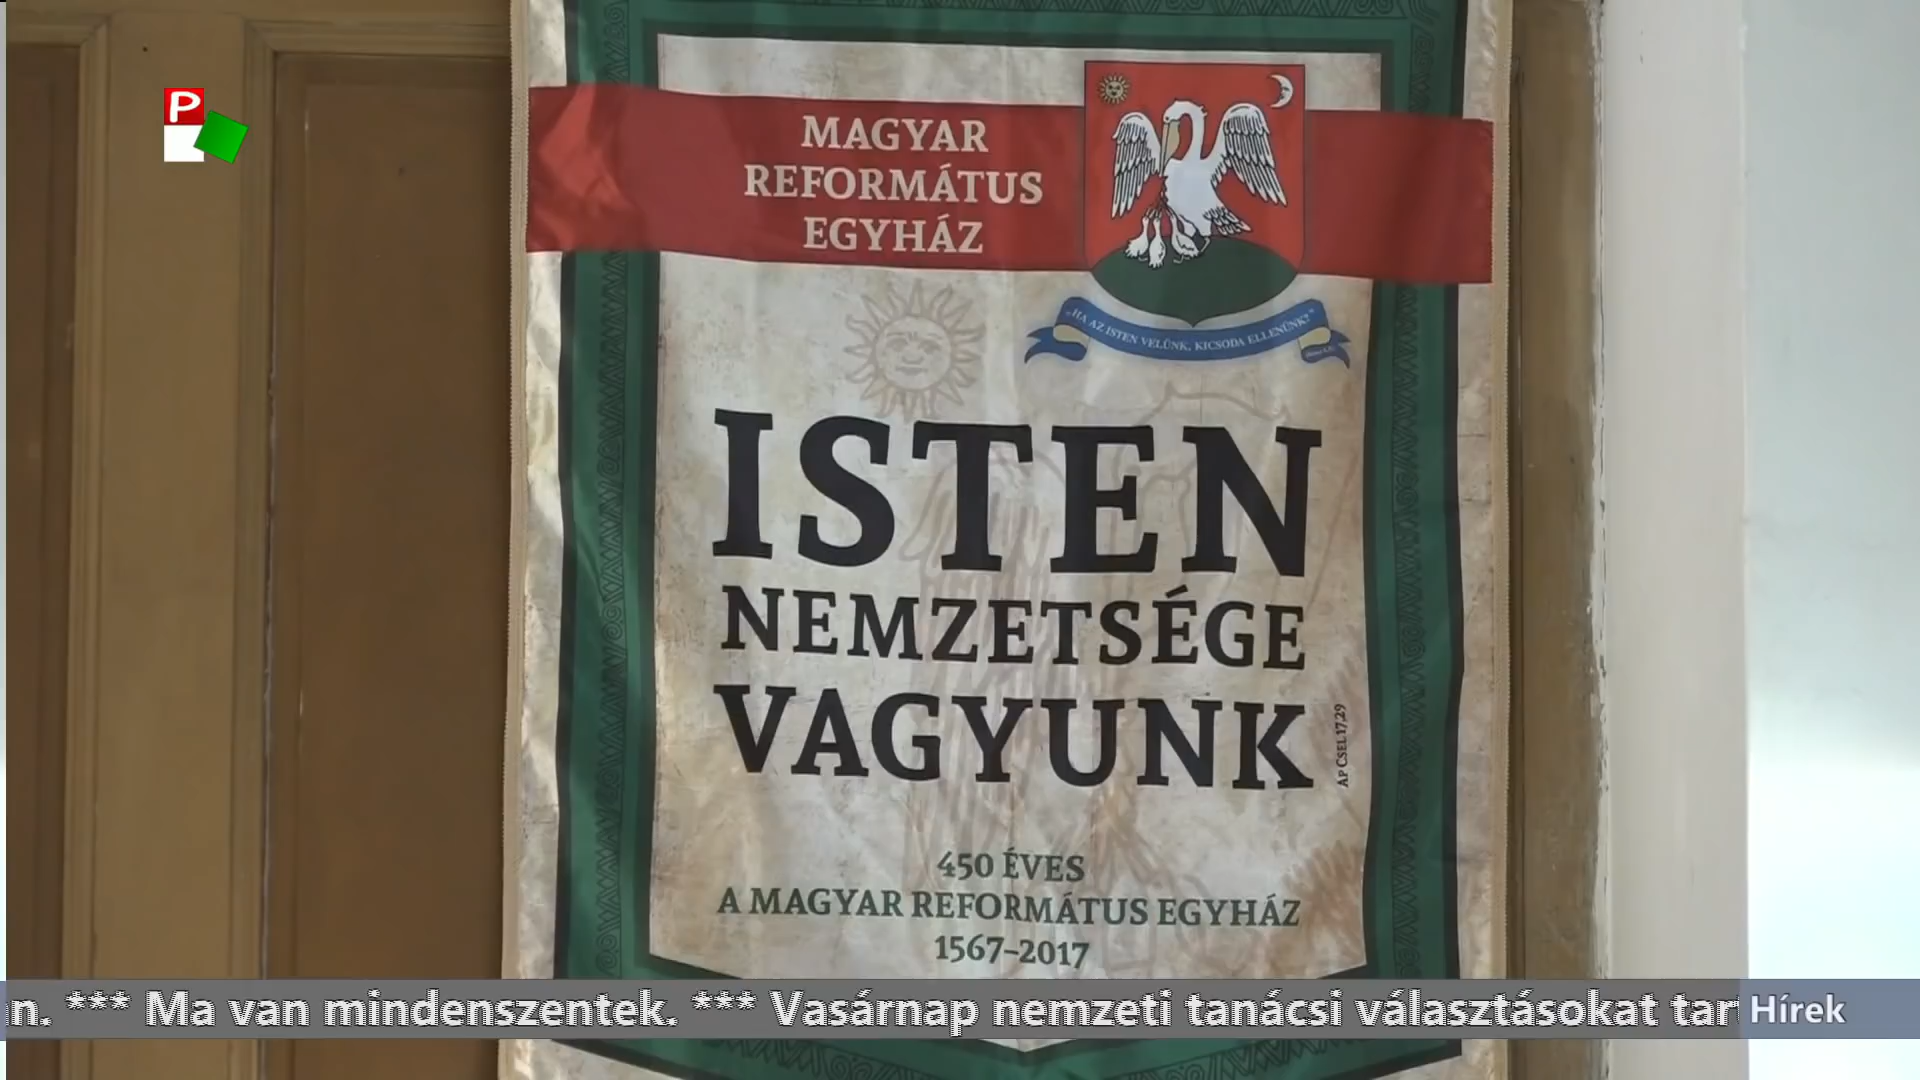 P
MAGYAR
REFORMÁTUS
EGYHÁZ
„HA AZ ISTEN VELÜNK, KICSODA ELLENÜNK?”
ISTEN
NEMZETSÉGE
VAGYUNK
AP CSEL 17,29
450 ÉVES
A MAGYAR REFORMÁTUS EGYHÁZ
1567–2017
n. *** Ma van mindenszentek. *** Vasárnap nemzeti tanácsi választásokat tar Hírek